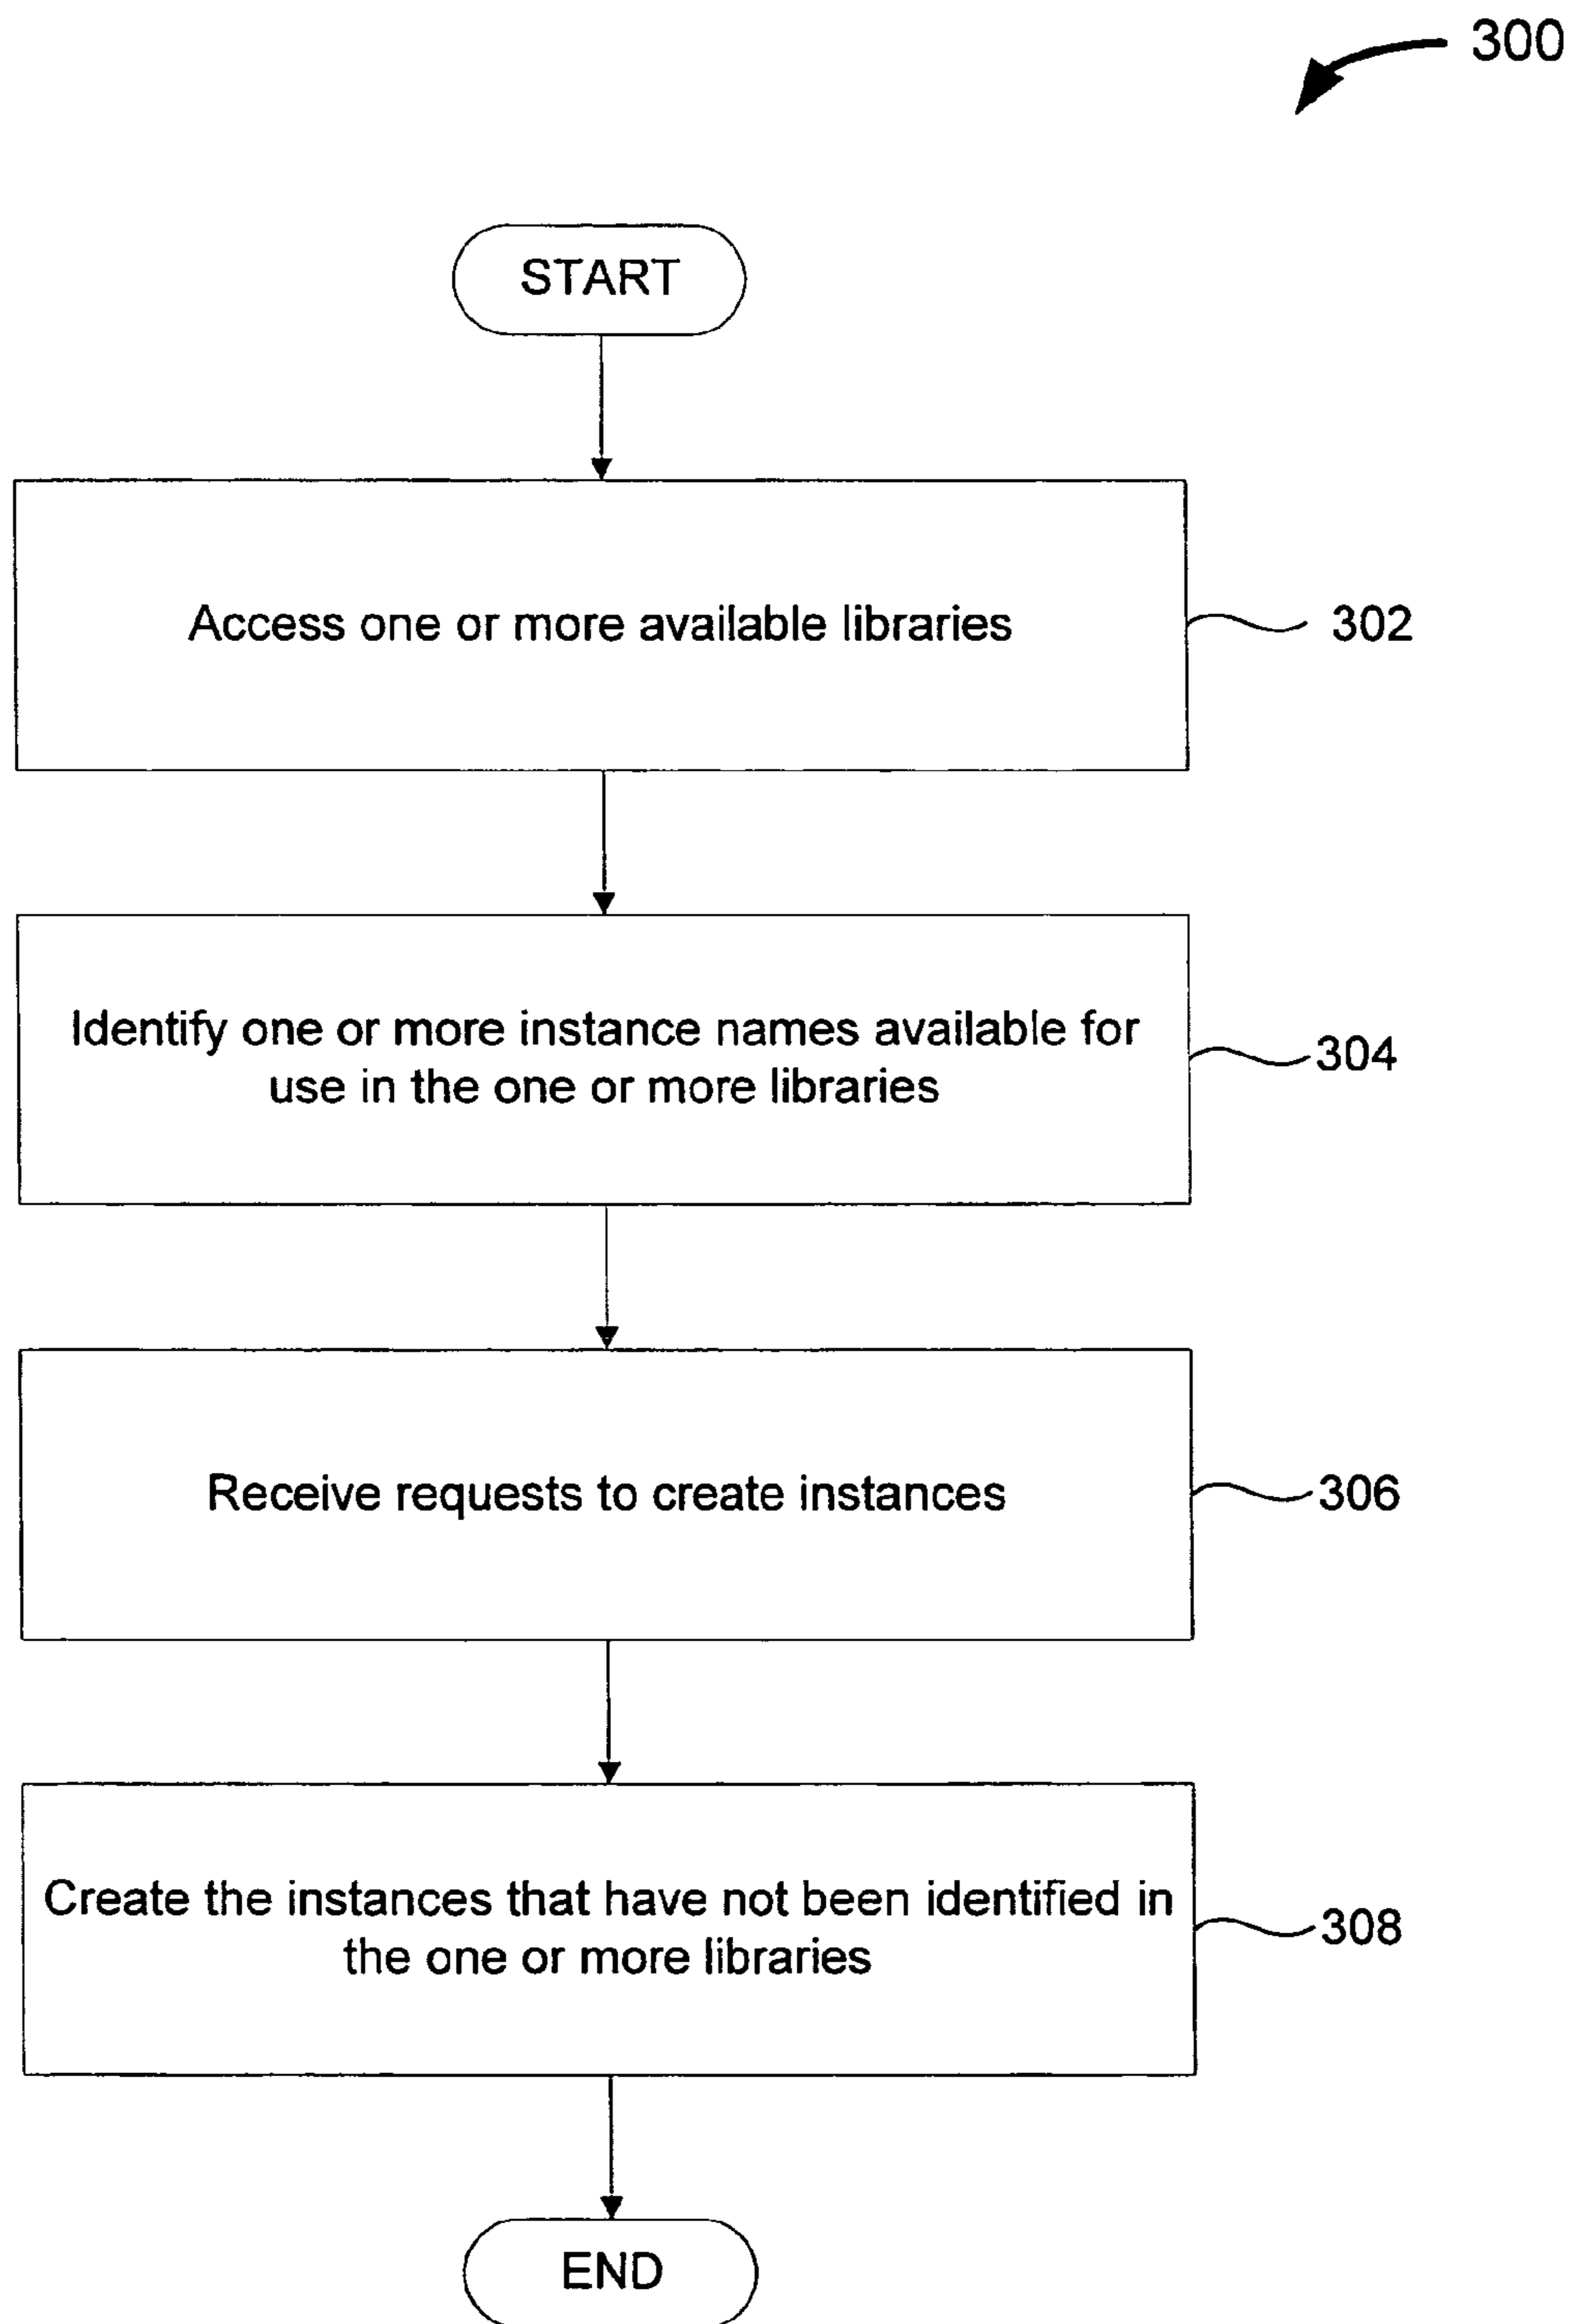 300
START
Access one or more available libraries
302
Identify one or more instance names available for
use in the one or more libraries
304
Receive requests to create instances
306
Create the instances that have not been identified in
the one or more libraries
308
END